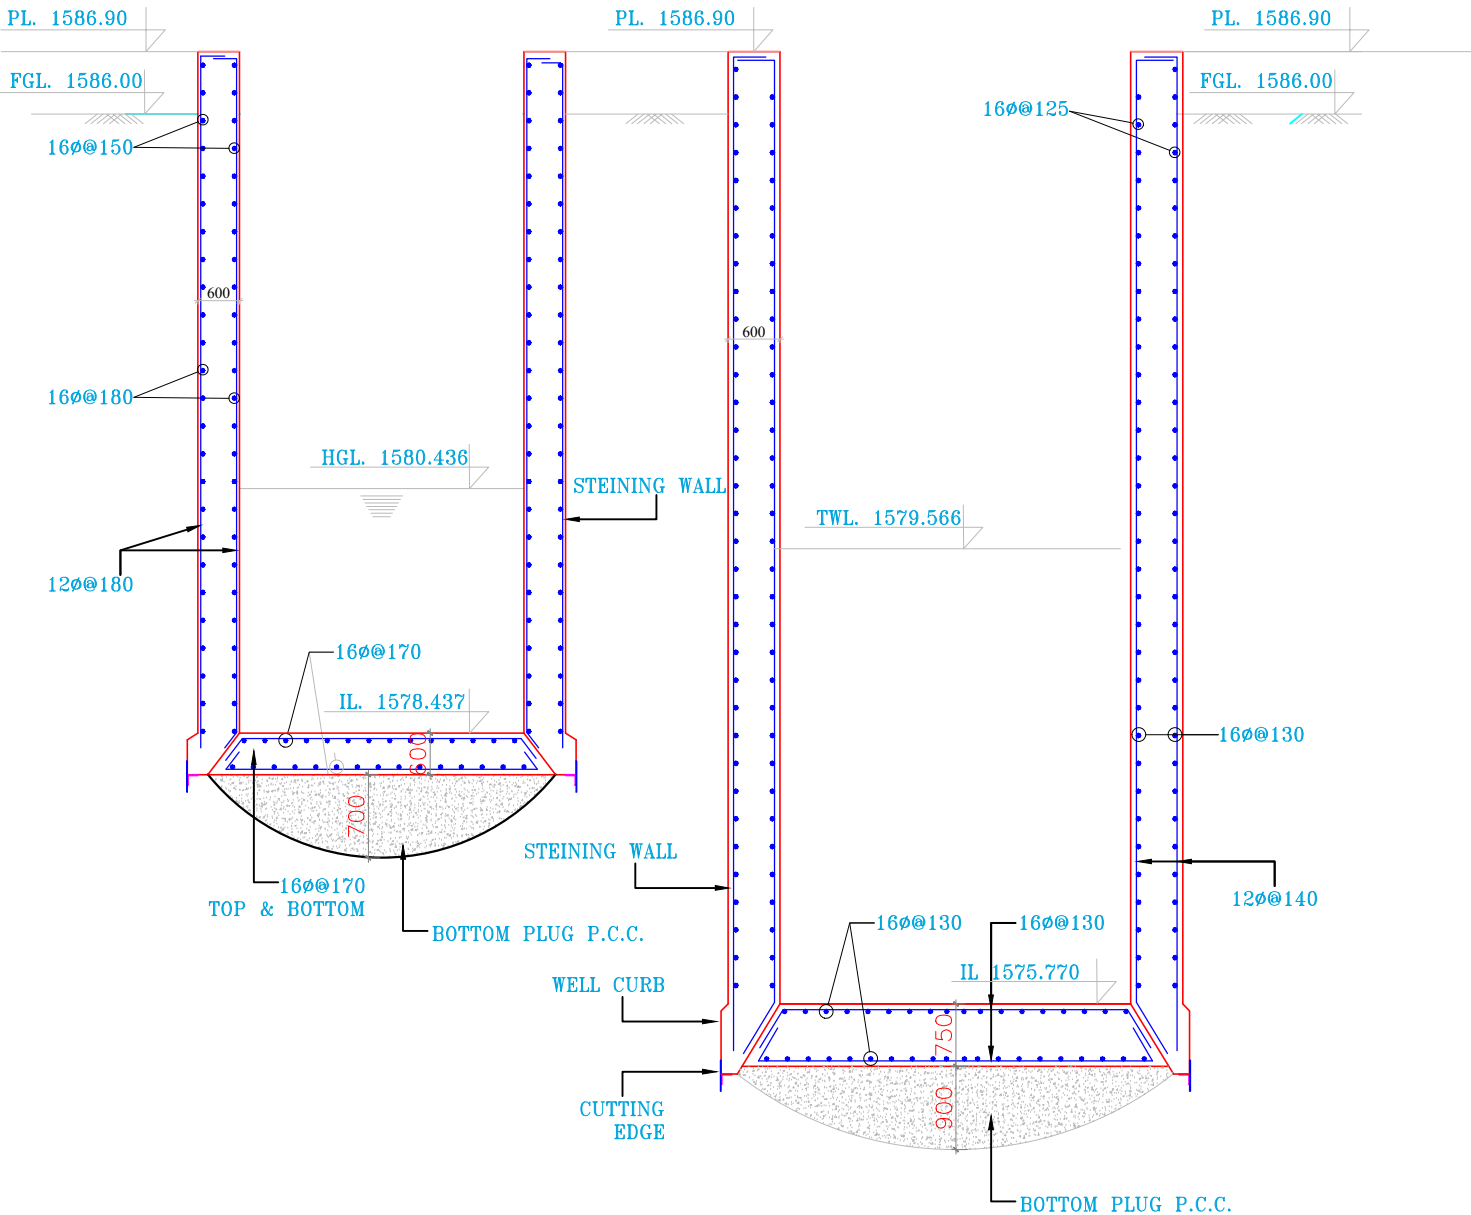 PL. 1586.90
PL. 1586.90
PL. 1586.90
FGL. 1586.00
FGL. 1586.00
16ø@125
16ø@150
600
600
16ø@180
HGL. 1580.436
STEINING WALL
TWL. 1579.566
12ø@180
16ø@170
IL. 1578.437
600
16ø@130
700
STEINING WALL
16ø@170
TOP & BOTTOM
12ø@140
BOTTOM PLUG P.C.C.
16ø@130
16ø@130
IL 1575.770
WELL CURB
750
900
CUTTING
EDGE
BOTTOM PLUG P.C.C.